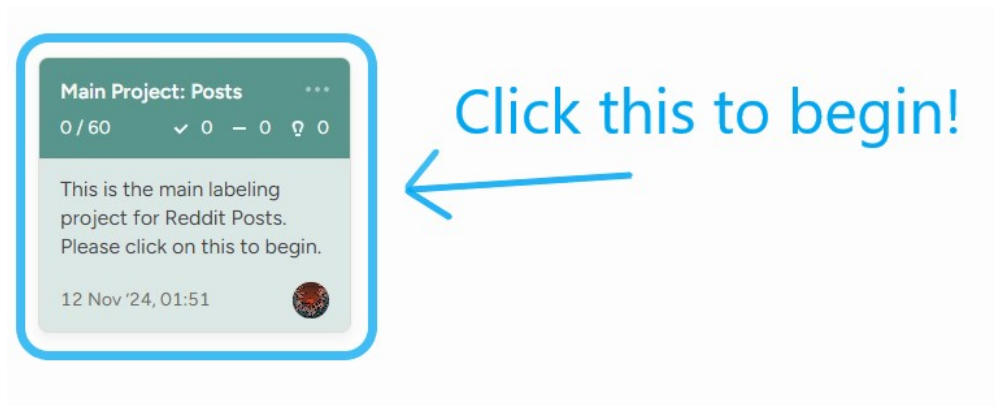 Main Project: Posts
0 / 60 0 0 0
This is the main labeling
project for Reddit Posts.
Please click on this to begin.
12 Nov ‘24, 01:51
Click this to begin!